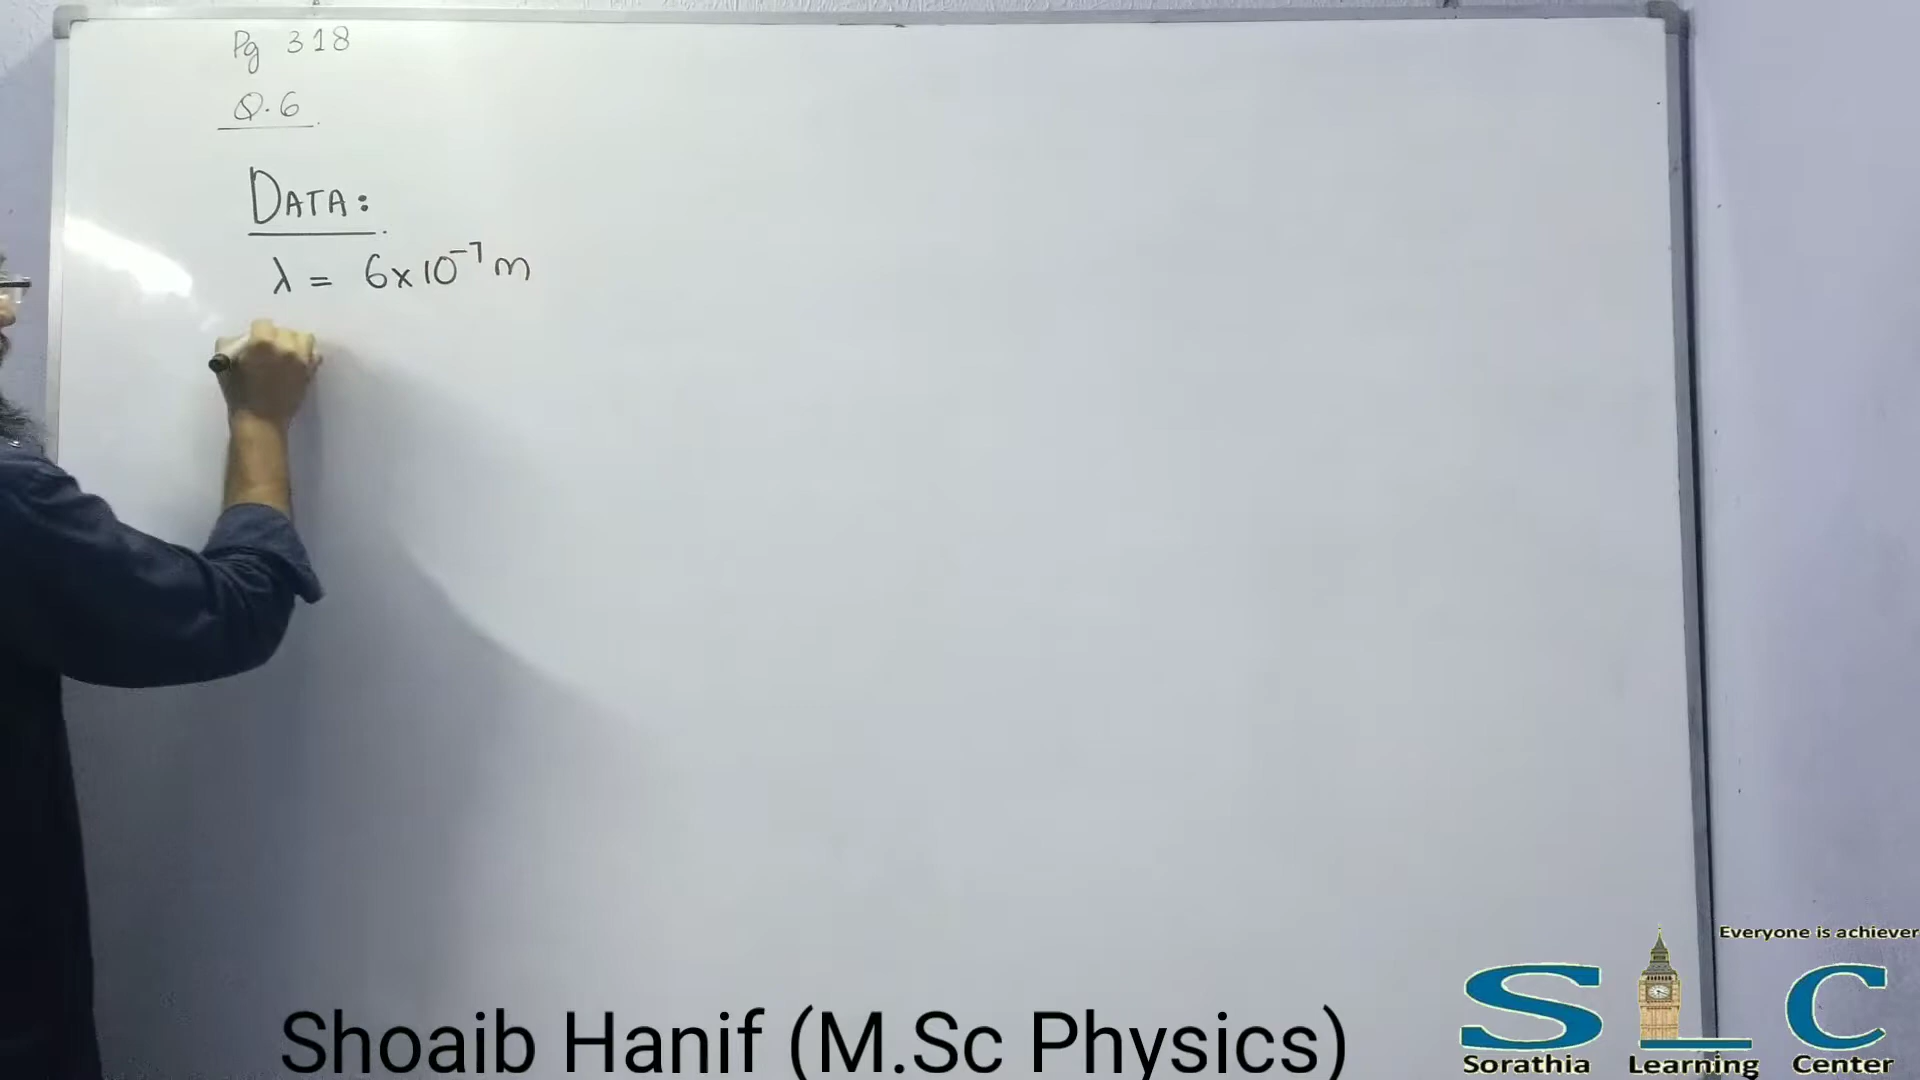 Pg 318
Q.6
DATA:
λ = 6x10⁻⁷ m
Everyone is achiever
S L C
Sorathia Learning Center
Shoaib Hanif (M.Sc Physics)